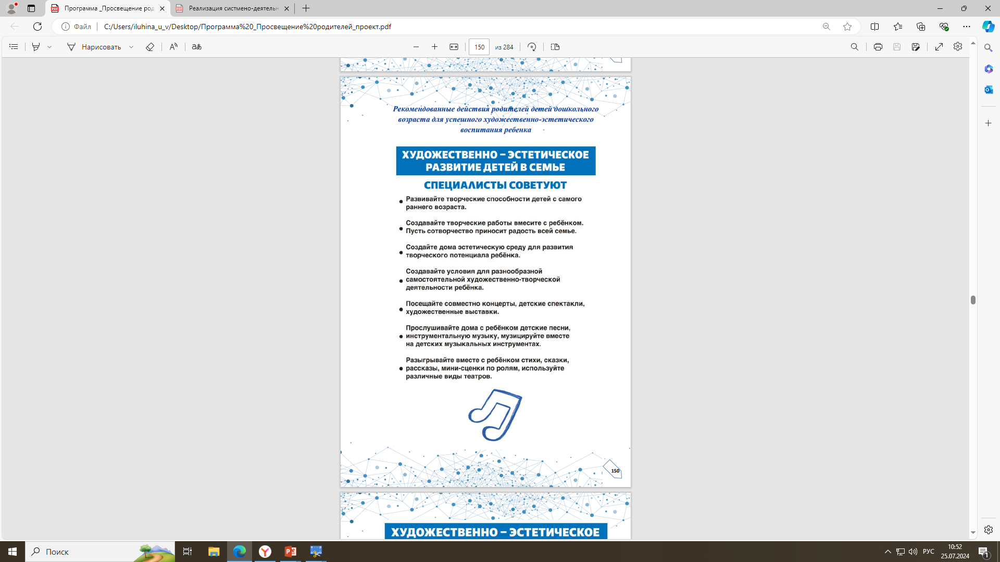 Программа _Просвещение род
Реализация систмено-деятельн
Файл
C:/Users/iluhina_u_v/Desktop/Программа%20_Просвещение%20родителей_проект.pdf
Нарисовать
150 из 284
Рекомендованные действия родителей детей дошкольного
возраста для успешного художественно-эстетического
воспитания ребенка
ХУДОЖЕСТВЕННО – ЭСТЕТИЧЕСКОЕ
РАЗВИТИЕ ДЕТЕЙ В СЕМЬЕ
СПЕЦИАЛИСТЫ СОВЕТУЮТ
• Развивайте творческие способности детей с самого
раннего возраста.
• Создавайте творческие работы вмесите с ребёнком.
Пусть сотворчество приносит радость всей семье.
• Создайте дома эстетическую среду для развития
творческого потенциала ребёнка.
• Создавайте условия для разнообразной
самостоятельной художественно-творческой
деятельности ребёнка.
• Посещайте совместно концерты, детские спектакли,
художественные выставки.
• Прослушивайте дома с ребёнком детские песни,
инструментальную музыку, музицируйте вместе
на детских музыкальных инструментах.
• Разыгрывайте вместе с ребёнком стихи, сказки,
рассказы, мини-сценки по ролям, используйте
различные виды театров.
150
ХУДОЖЕСТВЕННО – ЭСТЕТИЧЕСКОЕ
Поиск
РУС
10:52
25.07.2024
1